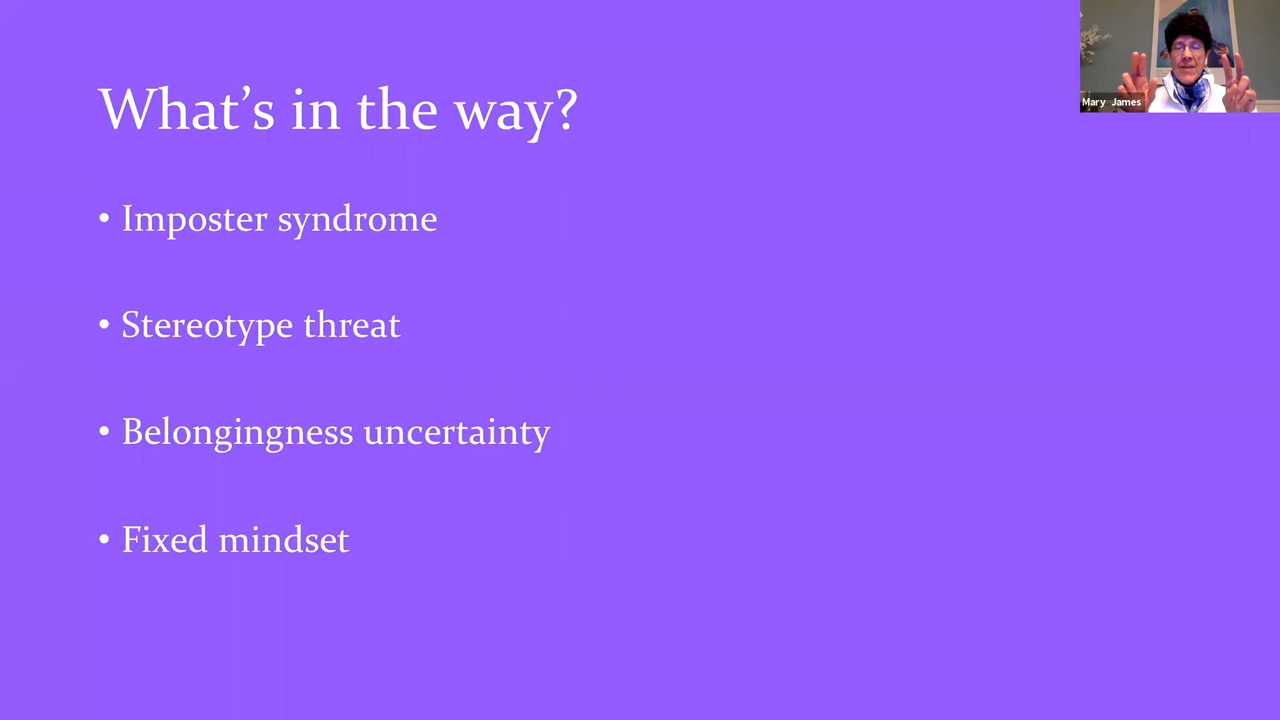 What's in the way?
• Imposter syndrome
• Stereotype threat
• Belongingness uncertainty
• Fixed mindset
Mary James